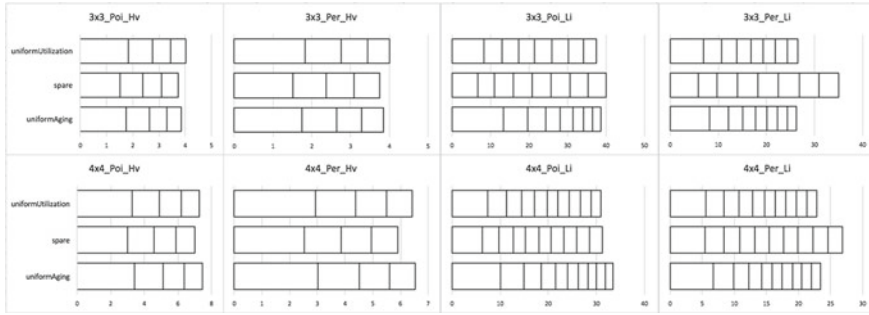 3x3_Poi_Hv 3x3_Per_Hv 3x3_Poi_Li 3x3_Per_Li
uniformUtilization
spare
uniformAging
0 1 2 3 4 5 0 1 2 3 4 5 0 10 20 30 40 50 0 10 20 30 40
4x4_Poi_Hv 4x4_Per_Hv 4x4_Poi_Li 4x4_Per_Li
uniformUtilization
spare
uniformAging
0 2 4 6 8 0 1 2 3 4 5 6 7 0 10 20 30 40 0 5 10 15 20 25 30